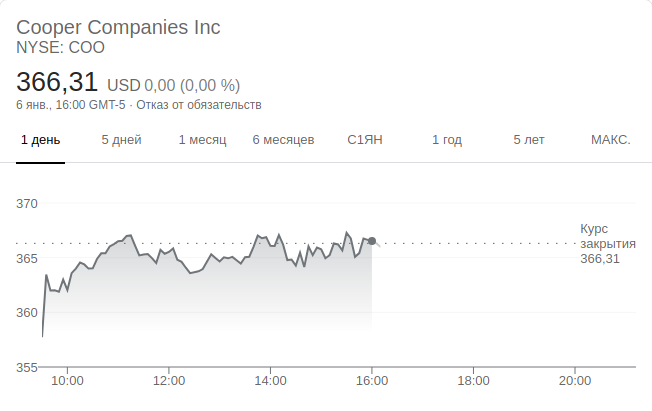 Cooper Companies Inc
NYSE: COO
366,31 USD 0,00 (0,00 %)
6 янв., 16:00 GMT-5 · Отказ от обязательств
1 день 5 дней 1 месяц 6 месяцев С1ЯН 1 год 5 лет МАКС.
370
Курс
закрытия
365
366,31
360
355
10:00 12:00 14:00 16:00 18:00 20:00